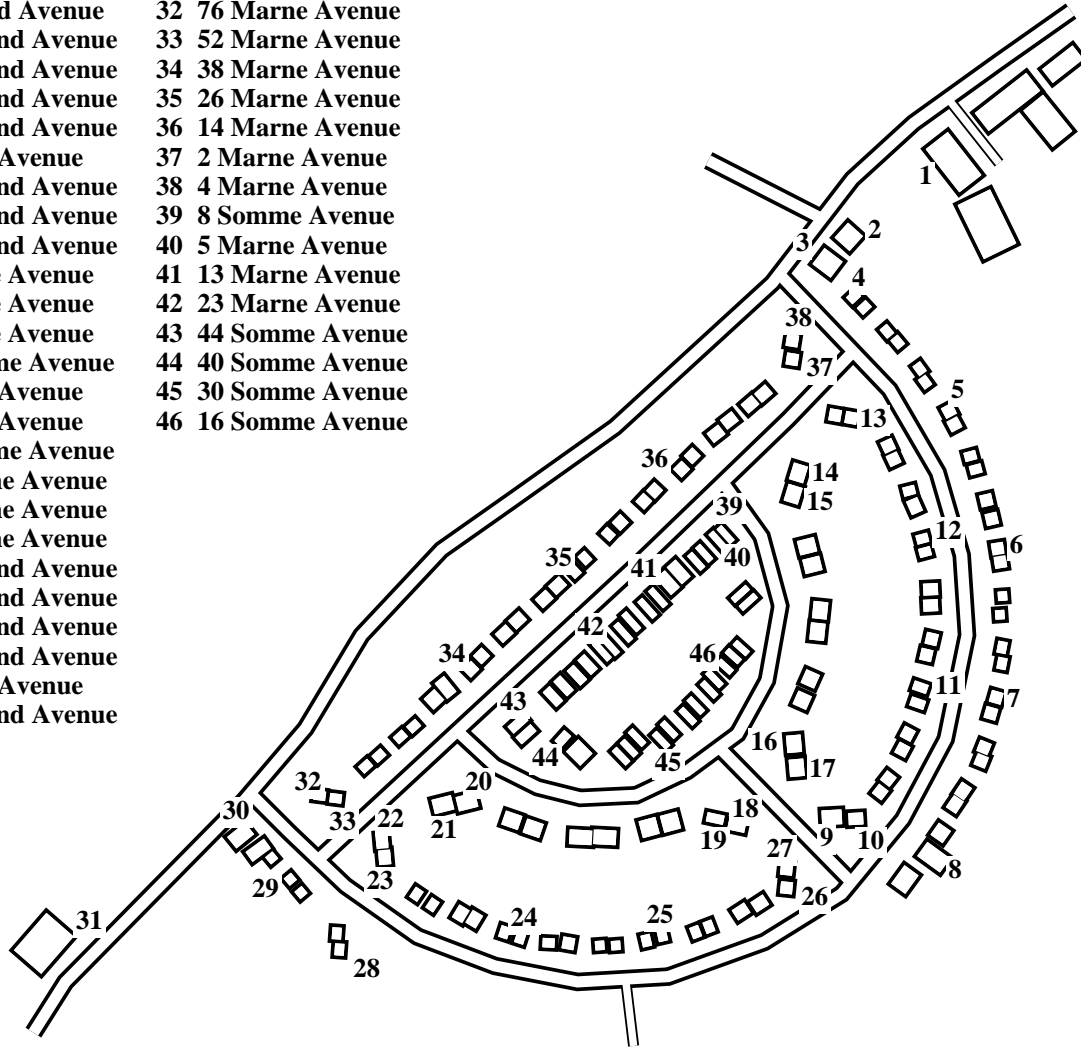 d Avenue 32 76 Marne Avenue
nd Avenue 33 52 Marne Avenue
nd Avenue 34 38 Marne Avenue
nd Avenue 35 26 Marne Avenue
nd Avenue 36 14 Marne Avenue
Avenue 37 2 Marne Avenue
nd Avenue 38 4 Marne Avenue
nd Avenue 39 8 Somme Avenue
nd Avenue 40 5 Marne Avenue
e Avenue 41 13 Marne Avenue
e Avenue 42 23 Marne Avenue
e Avenue 43 44 Somme Avenue
me Avenue 44 40 Somme Avenue
Avenue 45 30 Somme Avenue
Avenue 46 16 Somme Avenue
me Avenue
ne Avenue
ne Avenue
ne Avenue
nd Avenue
nd Avenue
nd Avenue
nd Avenue
Avenue
nd Avenue
1
2
3
4
38
37
5
13
36
14
15
39
12
6
35
41
40
42
34
46
11
7
43
16
44
45
17
32
20
30
33
21
22
18
19
9
10
27
8
23
29
26
24
25
31
28